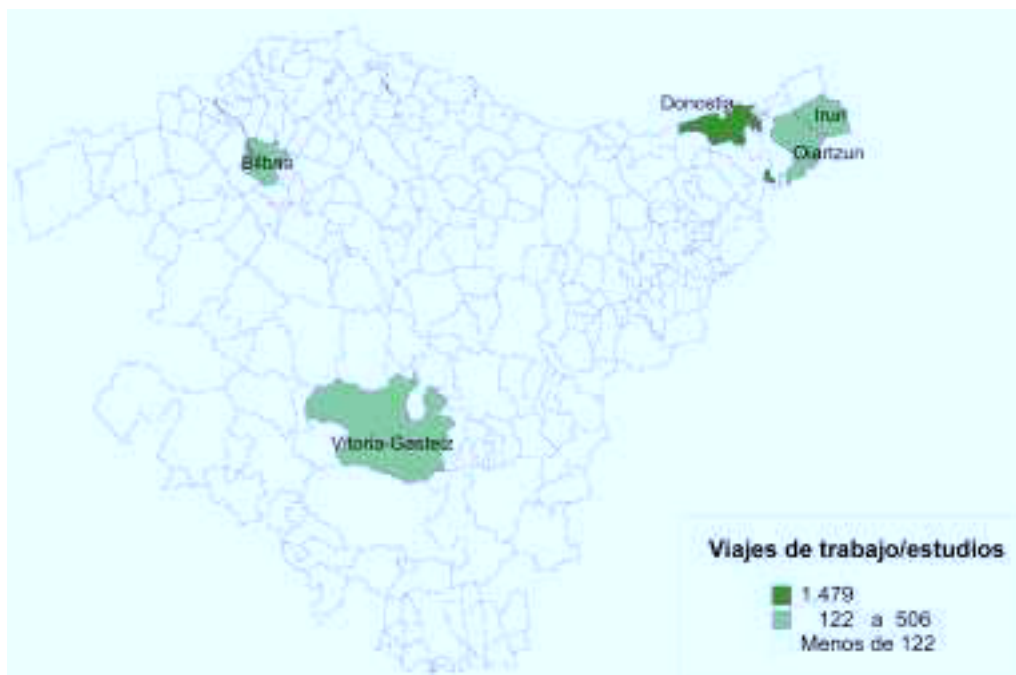 Donostia
Irun
Oiartzun
Bilbao
Vitoria-Gasteiz
Viajes de trabajo/estudios
1.479
122 a 506
Menos de 122